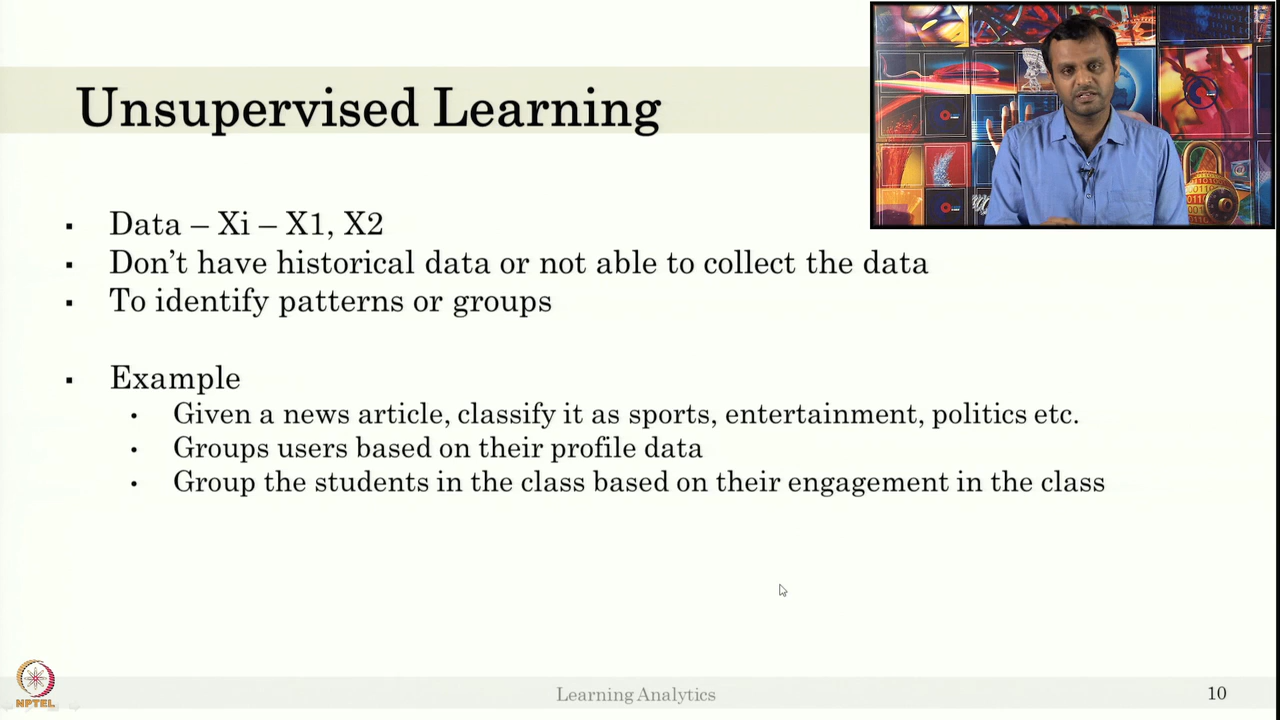 Unsupervised Learning
Data – Xi – X1, X2
Don't have historical data or not able to collect the data
To identify patterns or groups
Example
Given a news article, classify it as sports, entertainment, politics etc.
Groups users based on their profile data
Group the students in the class based on their engagement in the class
NPTEL
Learning Analytics
10